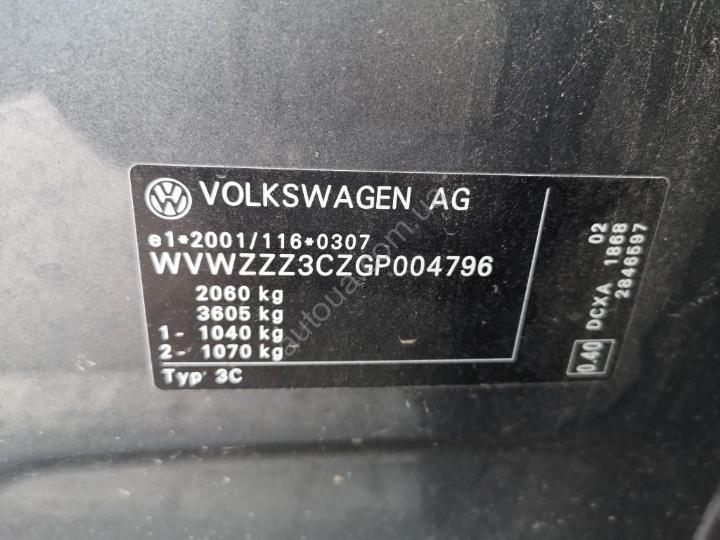 VOLKSWAGEN AG
e1*2001/116*0307
WVWZZZ3CZGP004796
2060 kg
3605 kg
1- 1040 kg
2- 1070 kg
Typ 3C
02
DCXA 1868
2846597
0.40